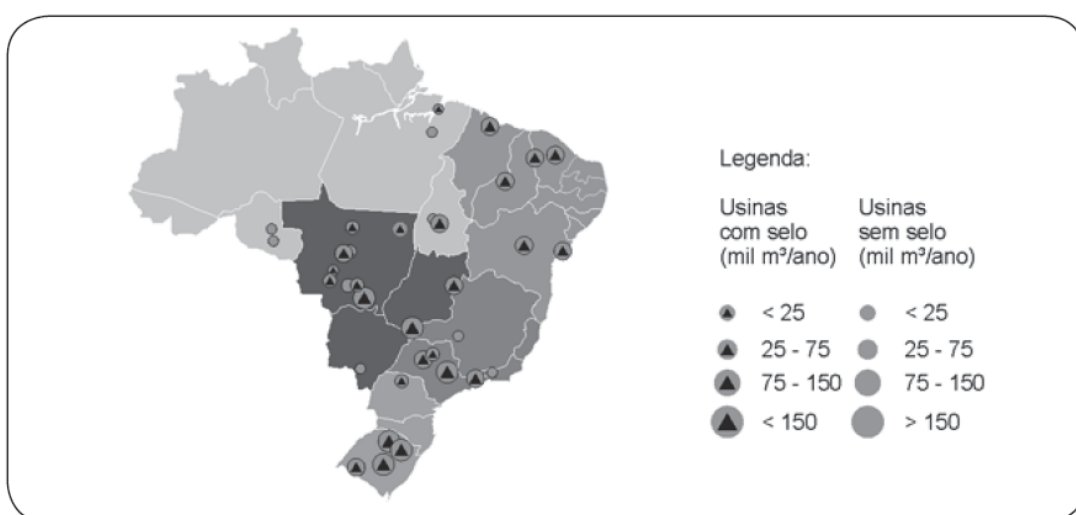 Legenda:
Usinas
com selo
(mil m³/ano)
Usinas
sem selo
(mil m³/ano)
< 25
< 25
25 - 75
25 - 75
75 - 150
75 - 150
< 150
> 150